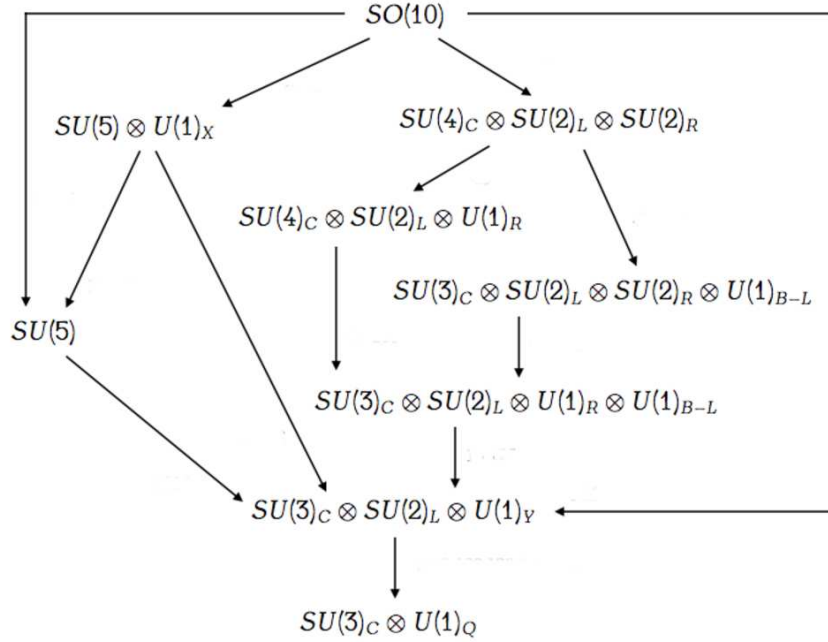 SO(10)
SU(5) ⊗ U(1)_X
SU(4)_C ⊗ SU(2)_L ⊗ SU(2)_R
SU(4)_C ⊗ SU(2)_L ⊗ U(1)_R
SU(3)_C ⊗ SU(2)_L ⊗ SU(2)_R ⊗ U(1)_{B−L}
SU(5)
SU(3)_C ⊗ SU(2)_L ⊗ U(1)_R ⊗ U(1)_{B−L}
SU(3)_C ⊗ SU(2)_L ⊗ U(1)_Y
SU(3)_C ⊗ U(1)_Q